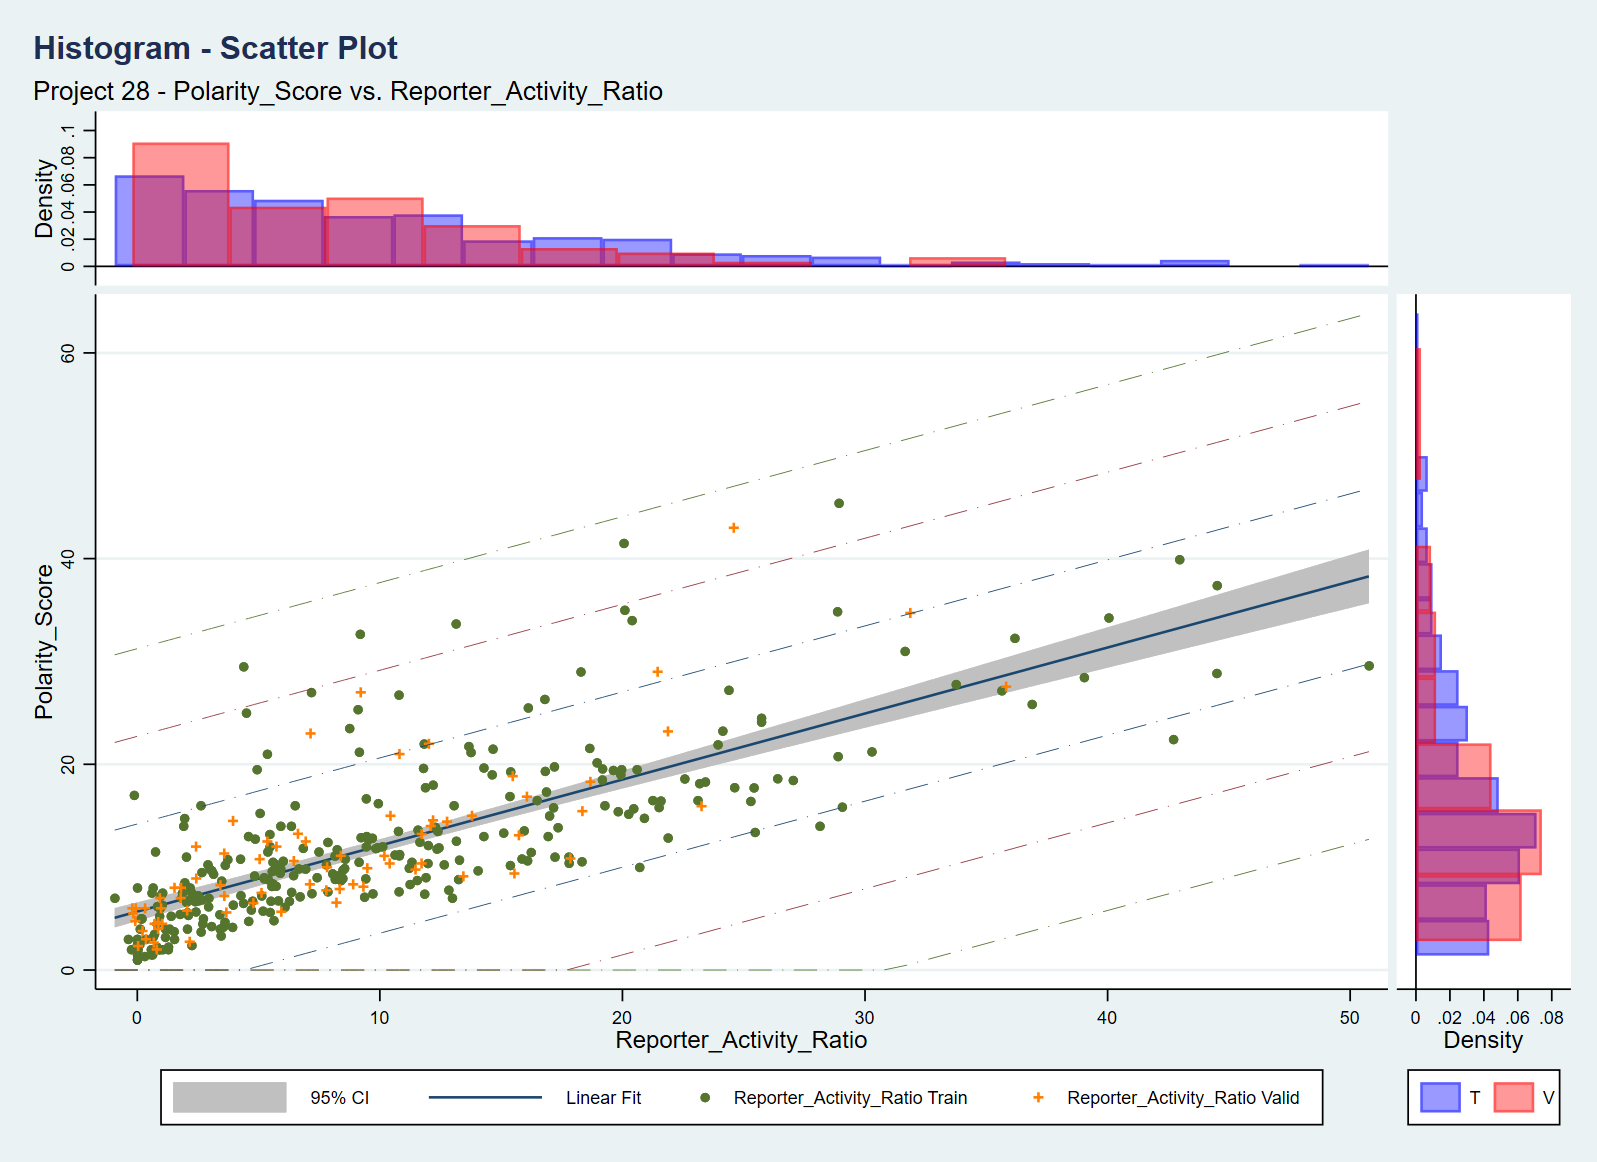 Histogram - Scatter Plot
Project 28 - Polarity_Score vs. Reporter_Activity_Ratio
Density
0 .02 .04 .06 .08 .1
Polarity_Score
0 20 40 60
0 10 20 30 40 50
Reporter_Activity_Ratio
0 .02 .04 .06 .08
Density
95% CI Linear Fit Reporter_Activity_Ratio Train Reporter_Activity_Ratio Valid
T V